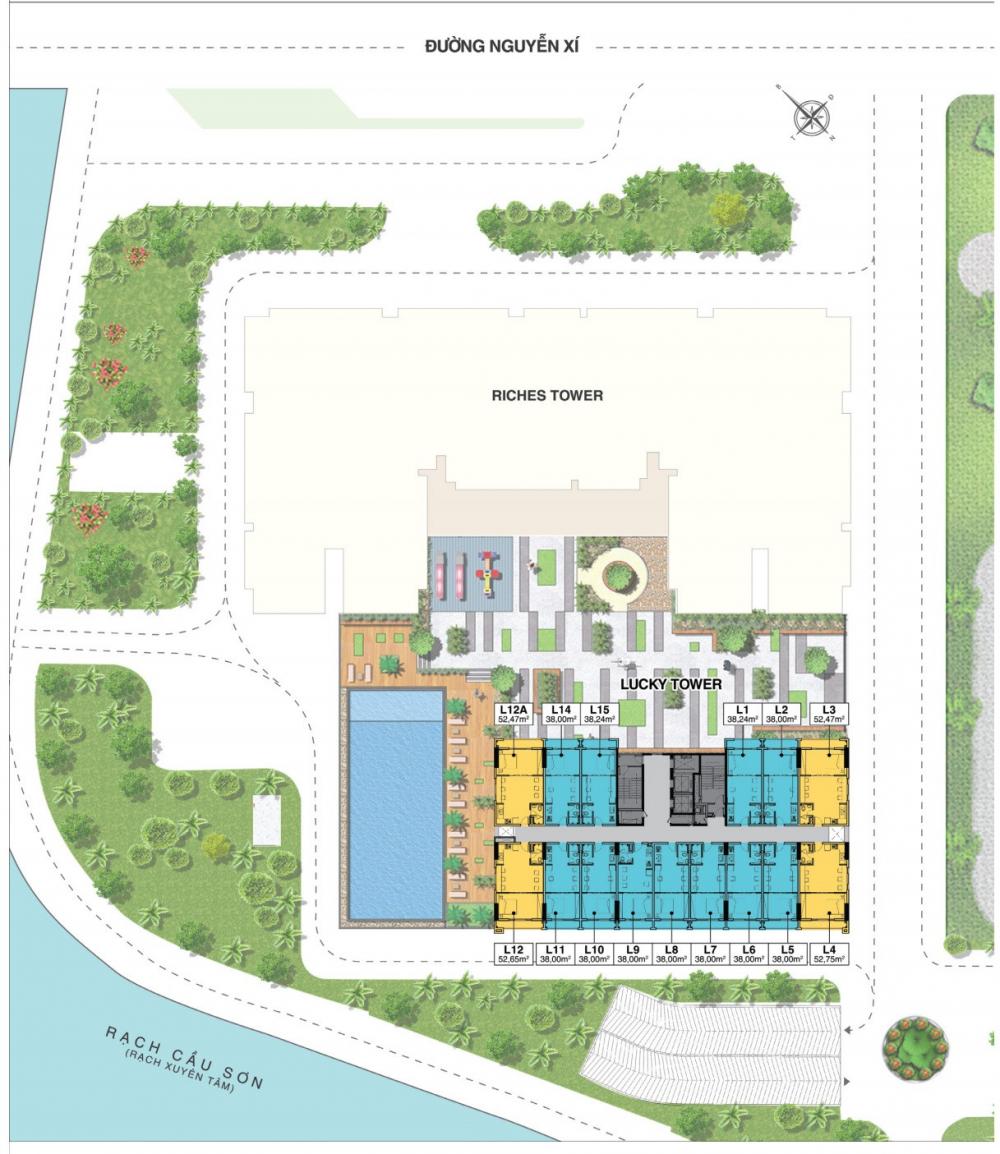 ĐƯỜNG NGUYỄN XÍ
B
Đ
T
N
RICHES TOWER
LUCKY TOWER
L12A
52,47m²
L14
38,00m²
L15
38,24m²
L1
38,24m²
L2
38,00m²
L3
52,47m²
L12
52,65m²
L11
38,00m²
L10
38,00m²
L9
38,00m²
L8
38,00m²
L7
38,00m²
L6
38,00m²
L5
38,00m²
L4
52,75m²
RẠCH CẦU SƠN
(RẠCH XUYÊN TÂM)